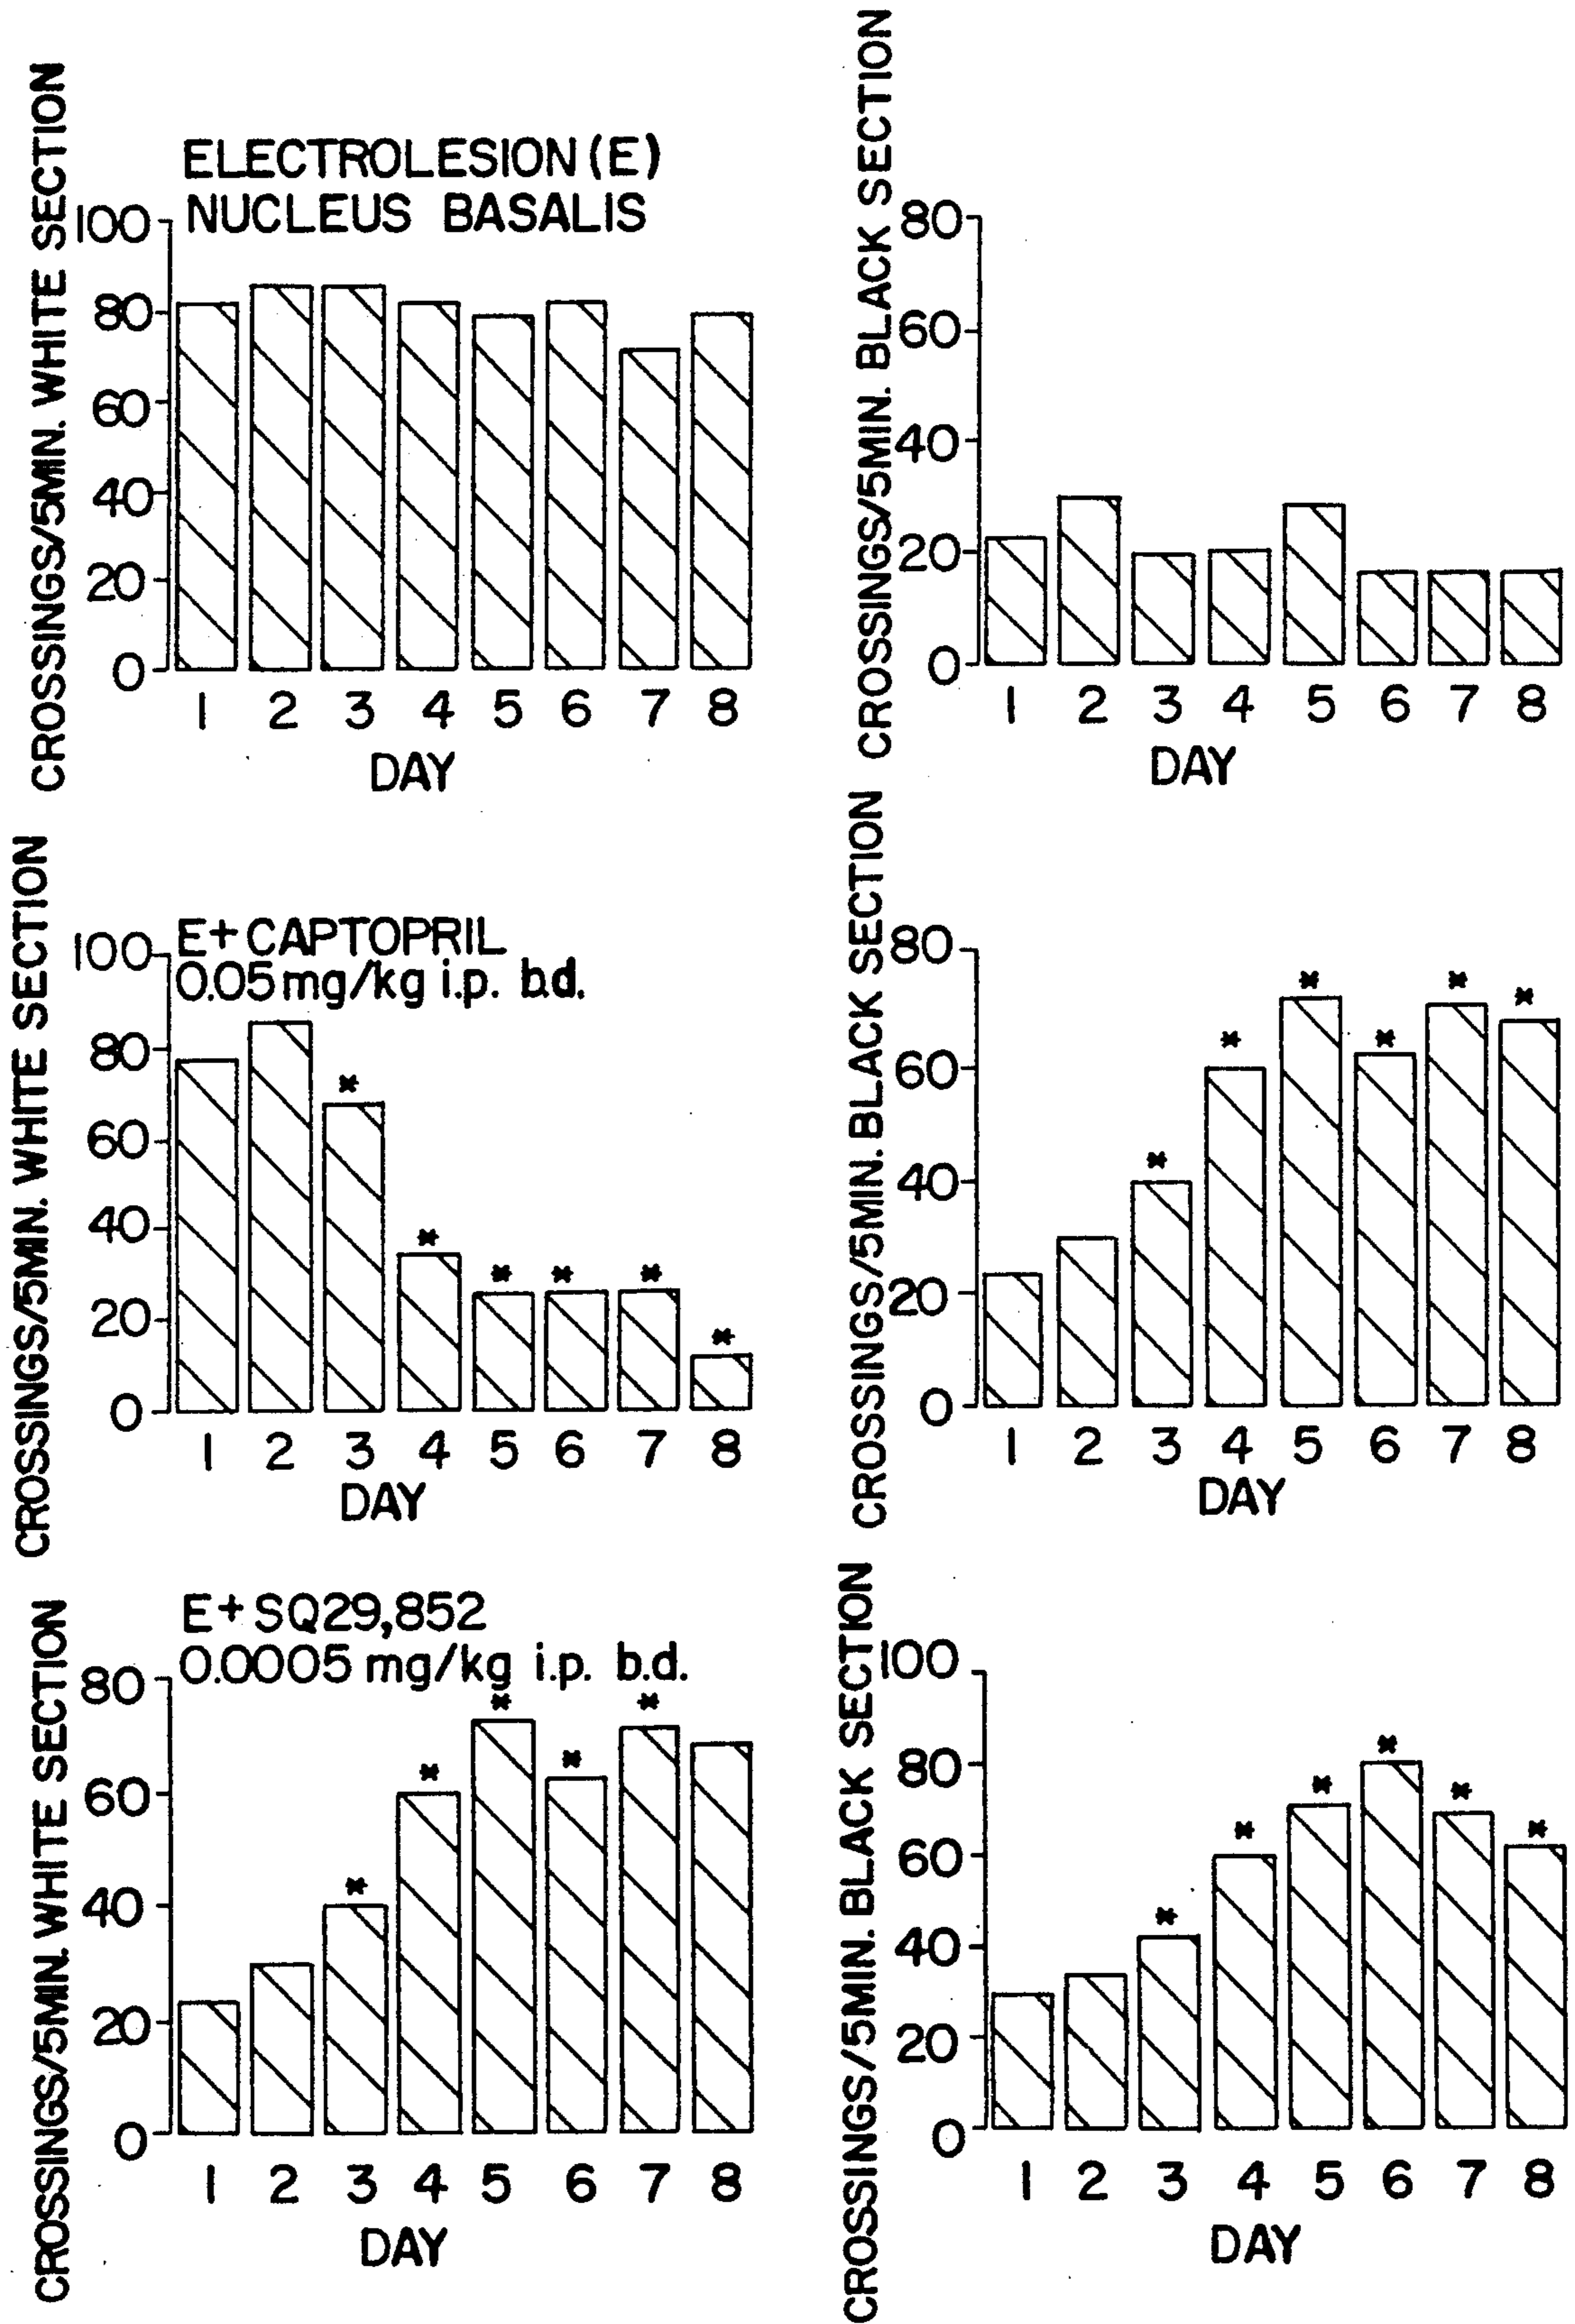 CROSSINGS/5MIN. WHITE SECTION
ELECTROLESION (E)
NUCLEUS BASALIS
100
80
60
40
20
0
1 2 3 4 5 6 7 8
DAY
CROSSINGS/5MIN. BLACK SECTION
80
60
40
20
0
1 2 3 4 5 6 7 8
DAY
CROSSINGS/5MIN. WHITE SECTION
E+ CAPTOPRIL
0.05 mg/kg i.p. b.d.
100
80
60
40
20
0
* * * * * *
1 2 3 4 5 6 7 8
DAY
CROSSINGS/5MIN. BLACK SECTION
80
60
40
20
0
* * * * * *
1 2 3 4 5 6 7 8
DAY
CROSSINGS/5MIN. WHITE SECTION
E+ SQ29,852
0.0005 mg/kg i.p. b.d.
80
60
40
20
0
* * * * *
1 2 3 4 5 6 7 8
DAY
CROSSINGS/5MIN. BLACK SECTION
100
80
60
40
20
0
* * * * * *
1 2 3 4 5 6 7 8
DAY